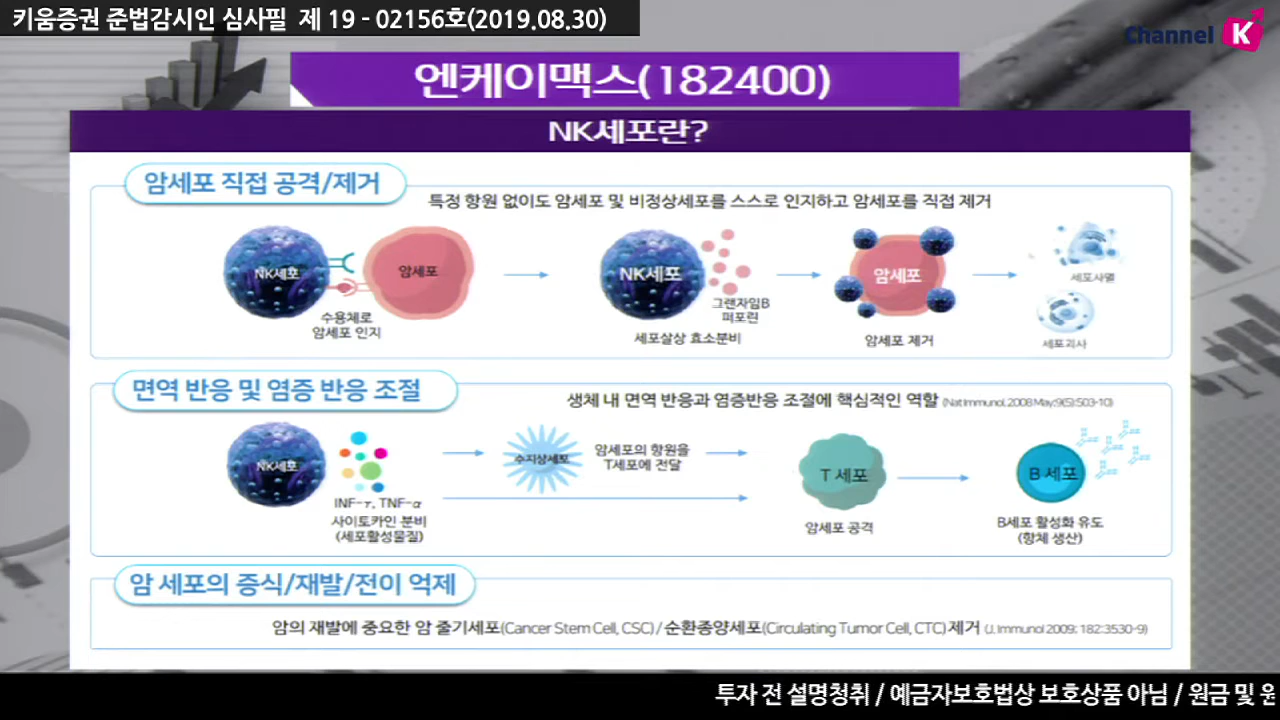 키움증권 준법감시인 심사필 제 19 - 02156호(2019.08.30)
Channel K
엔케이맥스(182400)
NK세포란?
암세포 직접 공격/제거
특정 항원 없이도 암세포 및 비정상세포를 스스로 인지하고 암세포를 직접 제거
NK세포
암세포
수용체로
암세포 인지
NK세포
그랜자임B
퍼포린
세포살상 효소분비
암세포
암세포 제거
세포사멸
세포괴사
면역 반응 및 염증 반응 조절
생체 내 면역 반응과 염증반응 조절에 핵심적인 역할 (Nat Immunol. 2008 May;9(5):503-10)
NK세포
INF-γ, TNF-α
사이토카인 분비
(세포활성물질)
수지상세포
암세포의 항원을
T세포에 전달
T 세포
암세포 공격
B 세포
B세포 활성화 유도
(항체 생산)
암 세포의 증식/재발/전이 억제
암의 재발에 중요한 암 줄기세포(Cancer Stem Cell, CSC) / 순환종양세포(Circulating Tumor Cell, CTC) 제거 (J. Immunol 2009; 182:3530-9)
투자 전 설명청취 / 예금자보호법상 보호상품 아님 / 원금 및 원